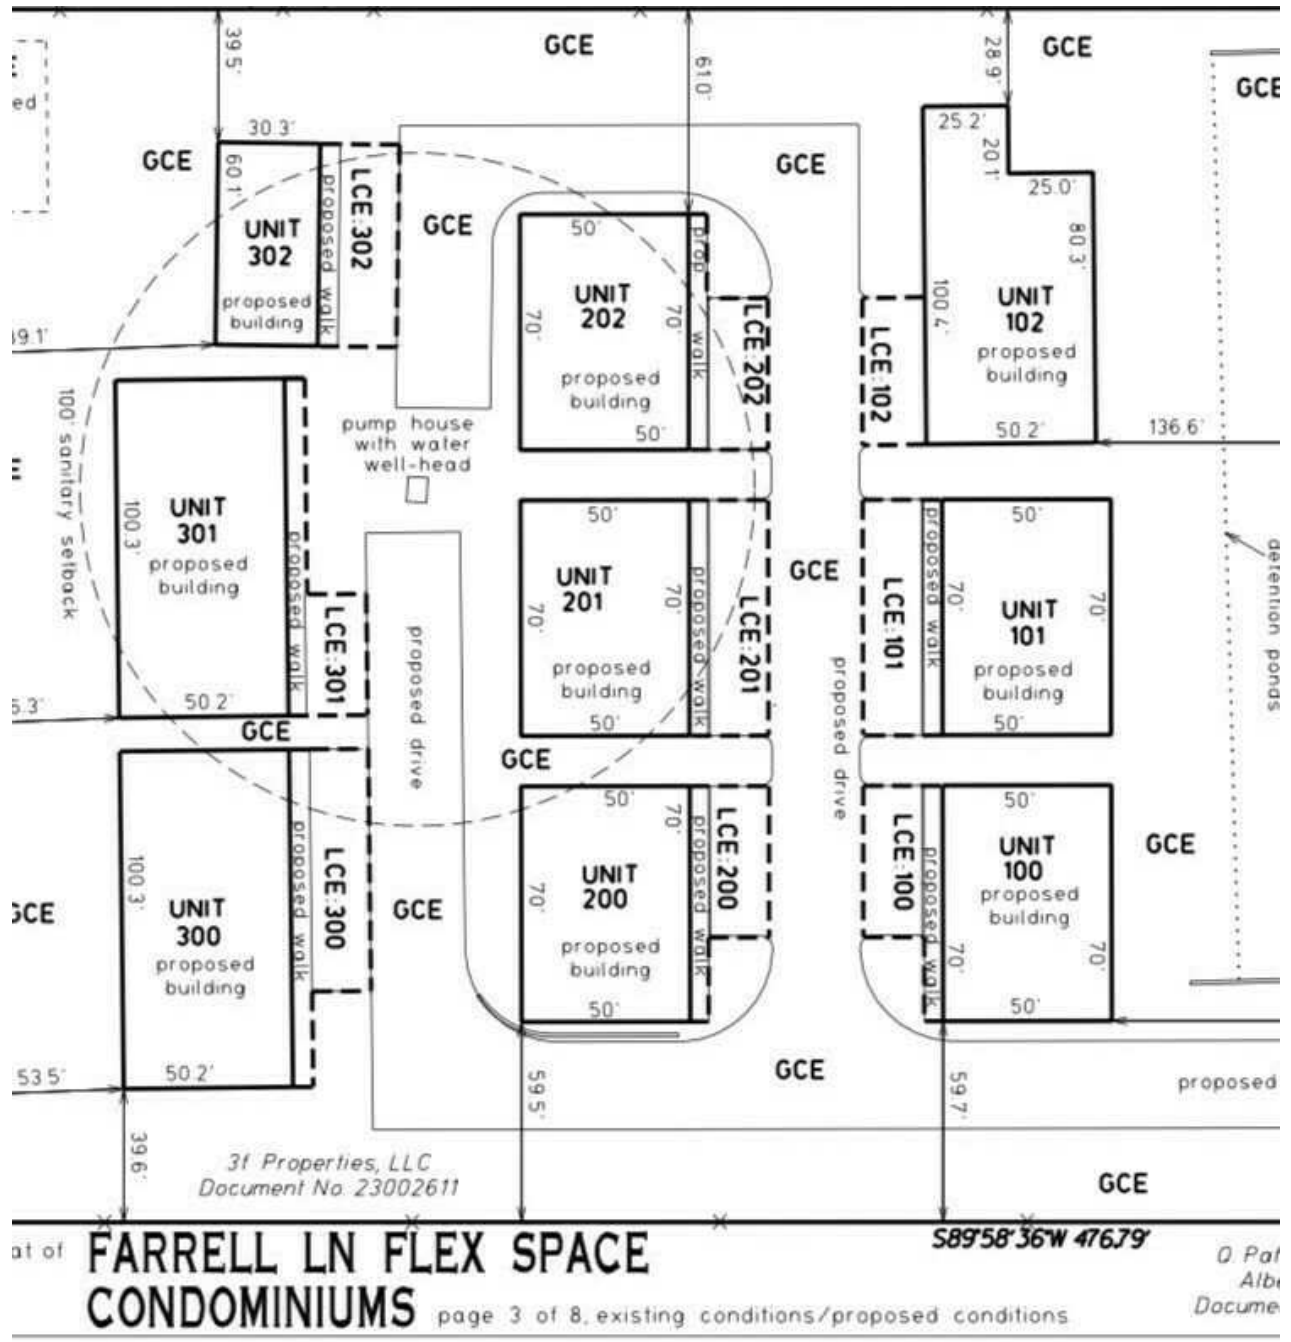 39.5'
GCE
61.0'
28.9'
GCE
GCE
ed
30.3'
25.2'
20.1'
25.0'
GCE
60.1'
proposed walk
LCE:302
GCE
GCE
UNIT
302
proposed
building
50'
prop
walk
UNIT
202
70'
70'
proposed
building
50'
LCE:202
LCE:102
80.3'
100.4'
UNIT
102
proposed
building
50.2'
136.6'
100' sanitary setback
pump house
with water
well-head
UNIT
301
100.3'
proposed
building
proposed walk
LCE:301
50.2'
GCE
proposed drive
50'
UNIT
201
70'
70'
proposed
building
50'
proposed walk
LCE:201
GCE
proposed drive
LCE:101
proposed walk
50'
70'
UNIT
101
70'
proposed
building
50'
detention ponds
GCE
100.3'
UNIT
300
proposed
building
50.2'
proposed walk
LCE:300
GCE
50'
70'
UNIT
200
70'
proposed
building
50'
proposed walk
LCE:200
LCE:100
proposed walk
50'
UNIT
100
proposed
building
70'
70'
50'
GCE
GCE
53.5'
39.6'
59.5'
GCE
59.7'
proposed
3f Properties, LLC
Document No. 23002611
GCE
S89°58'36"W 476.79'
at of
FARRELL LN FLEX SPACE
CONDOMINIUMS
page 3 of 8, existing conditions/proposed conditions